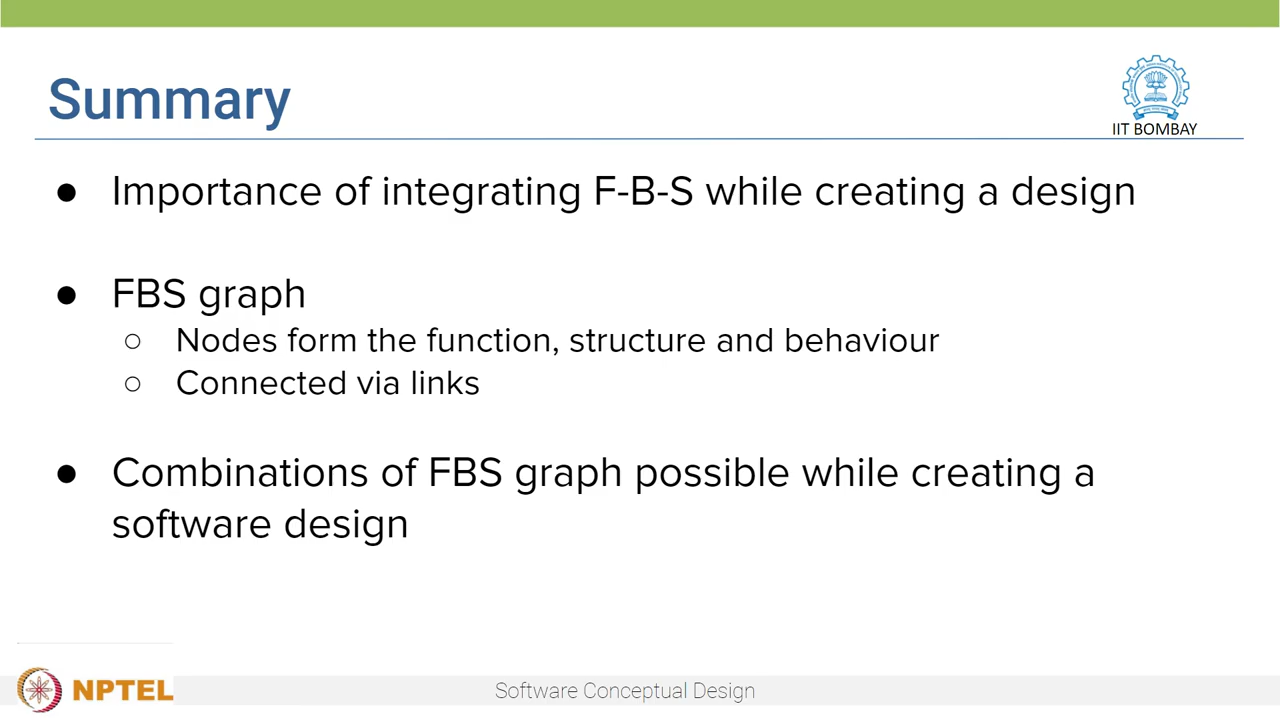 Summary
IIT BOMBAY
● Importance of integrating F-B-S while creating a design
● FBS graph
○ Nodes form the function, structure and behaviour
○ Connected via links
● Combinations of FBS graph possible while creating a
software design
NPTEL
Software Conceptual Design